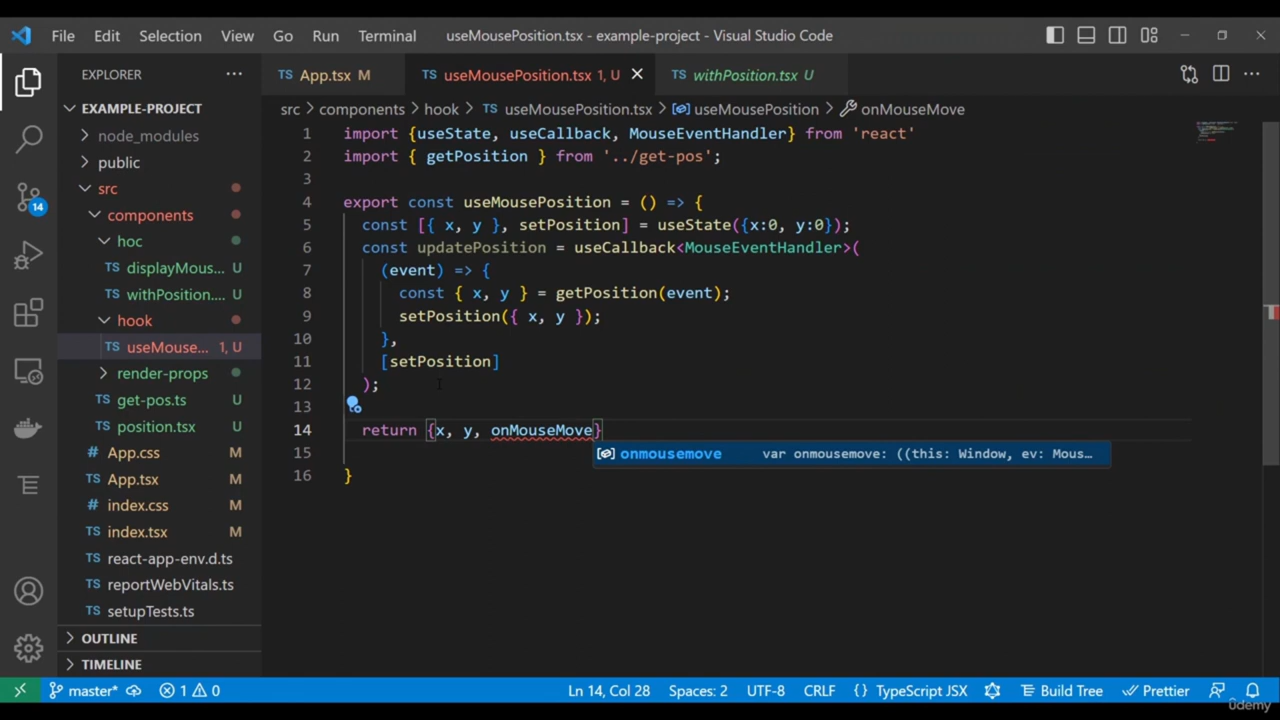 File Edit Selection View Go Run Terminal useMousePosition.tsx - example-project - Visual Studio Code
EXPLORER
TS App.tsx M
TS useMousePosition.tsx 1, U
TS withPosition.tsx U
EXAMPLE-PROJECT
src > components > hook > TS useMousePosition.tsx > useMousePosition > onMouseMove
node_modules
public
src
components
hoc
TS displayMous... U
TS withPosition.... U
hook
TS useMouse... 1, U
render-props
TS get-pos.ts U
TS position.tsx U
# App.css M
TS App.tsx M
# index.css M
TS index.tsx M
TS react-app-env.d.ts
TS reportWebVitals.ts
TS setupTests.ts
OUTLINE
TIMELINE
14
1 import {useState, useCallback, MouseEventHandler} from 'react'
2 import { getPosition } from '../get-pos';
3
4 export const useMousePosition = () => {
5 const [{ x, y }, setPosition] = useState({x:0, y:0});
6 const updatePosition = useCallback<MouseEventHandler>(
7 (event) => {
8 const { x, y } = getPosition(event);
9 setPosition({ x, y });
10 },
11 [setPosition]
12 );
13
14 return {x, y, onMouseMove}
onmousemove var onmousemove: ((this: Window, ev: Mous...
15
16 }
master* 1 0 Ln 14, Col 28 Spaces: 2 UTF-8 CRLF {} TypeScript JSX Build Tree Prettier
ûdemy